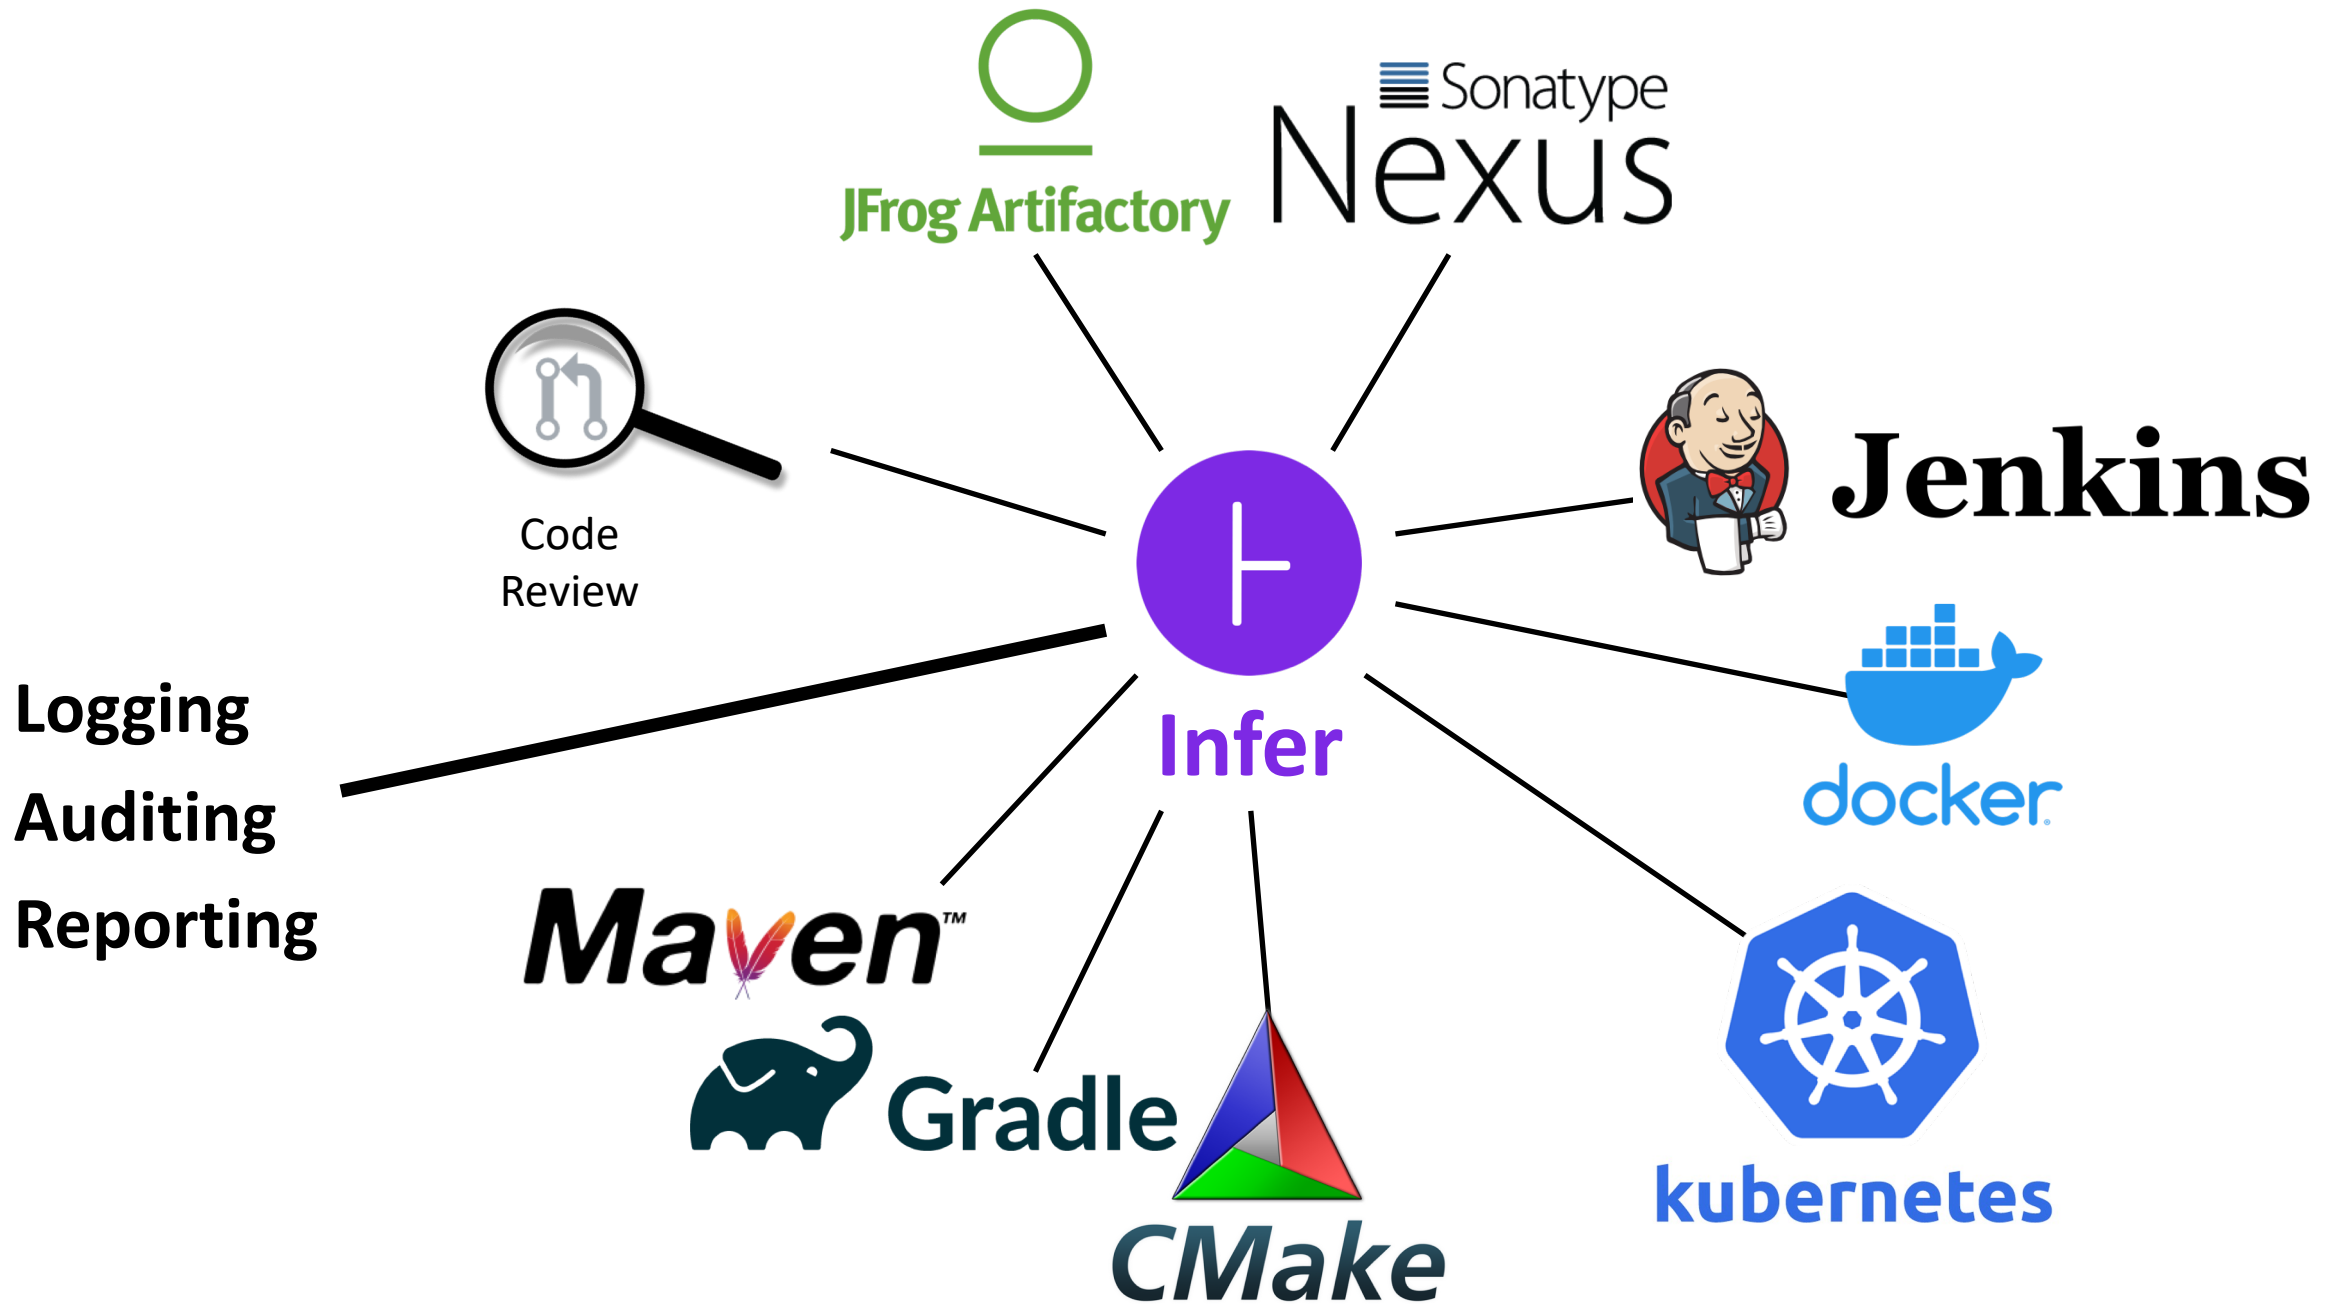 JFrog Artifactory
Sonatype
Nexus
Code
Review
Jenkins
Logging
Auditing
Reporting
Infer
docker
Maven™
Gradle
CMake
kubernetes